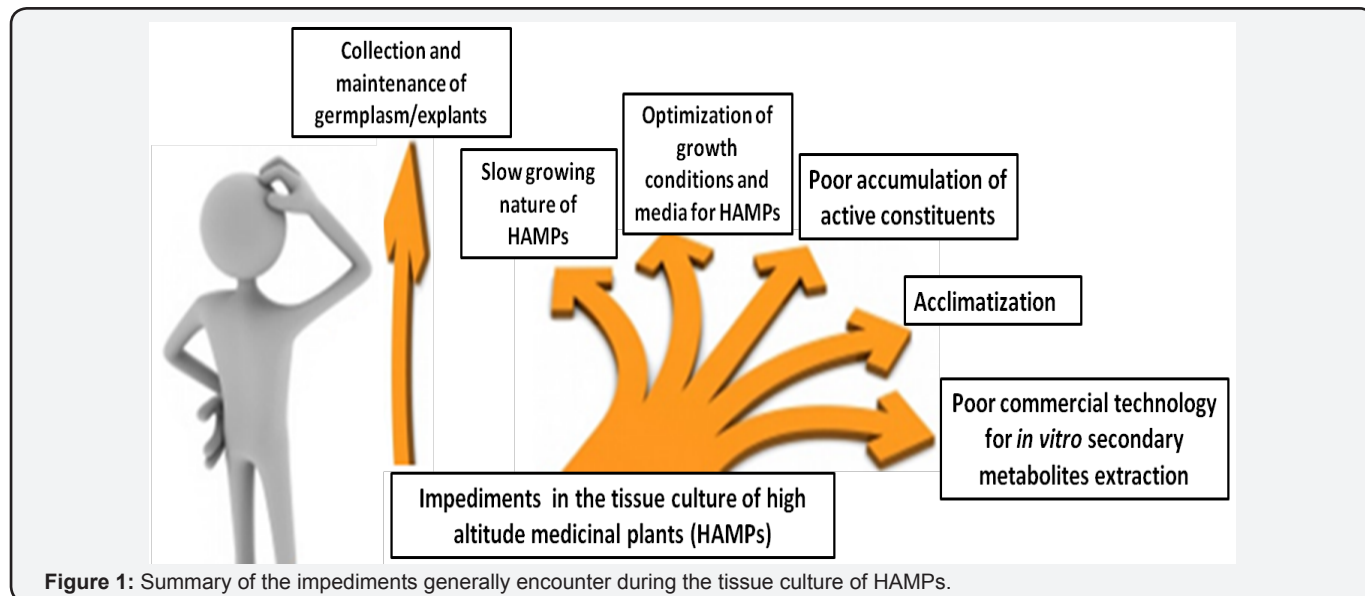 Collection and
maintenance of
germplasm/explants
Slow growing
nature of
HAMPs
Optimization of
growth
conditions and
media for HAMPs
Poor accumulation of
active constituents
Acclimatization
Poor commercial technology
for in vitro secondary
metabolites extraction
Impediments in the tissue culture of high
altitude medicinal plants (HAMPs)
Figure 1: Summary of the impediments generally encounter during the tissue culture of HAMPs.